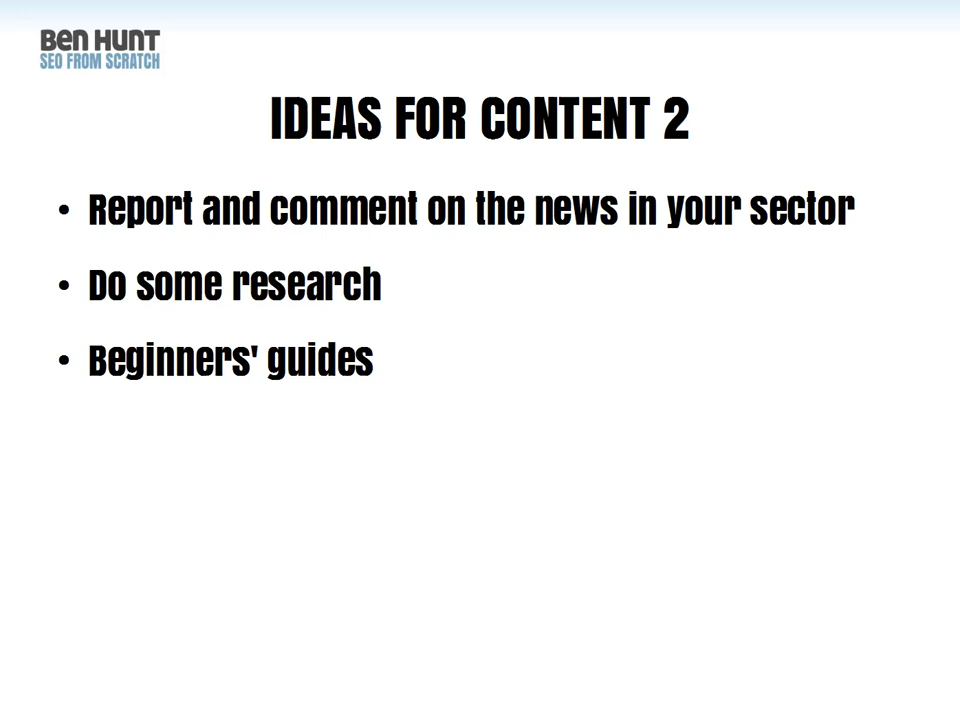 Ben Hunt
SEO FROM SCRATCH
IDEAS FOR CONTENT 2
• Report and comment on the news in your sector
• Do some research
• Beginners' guides